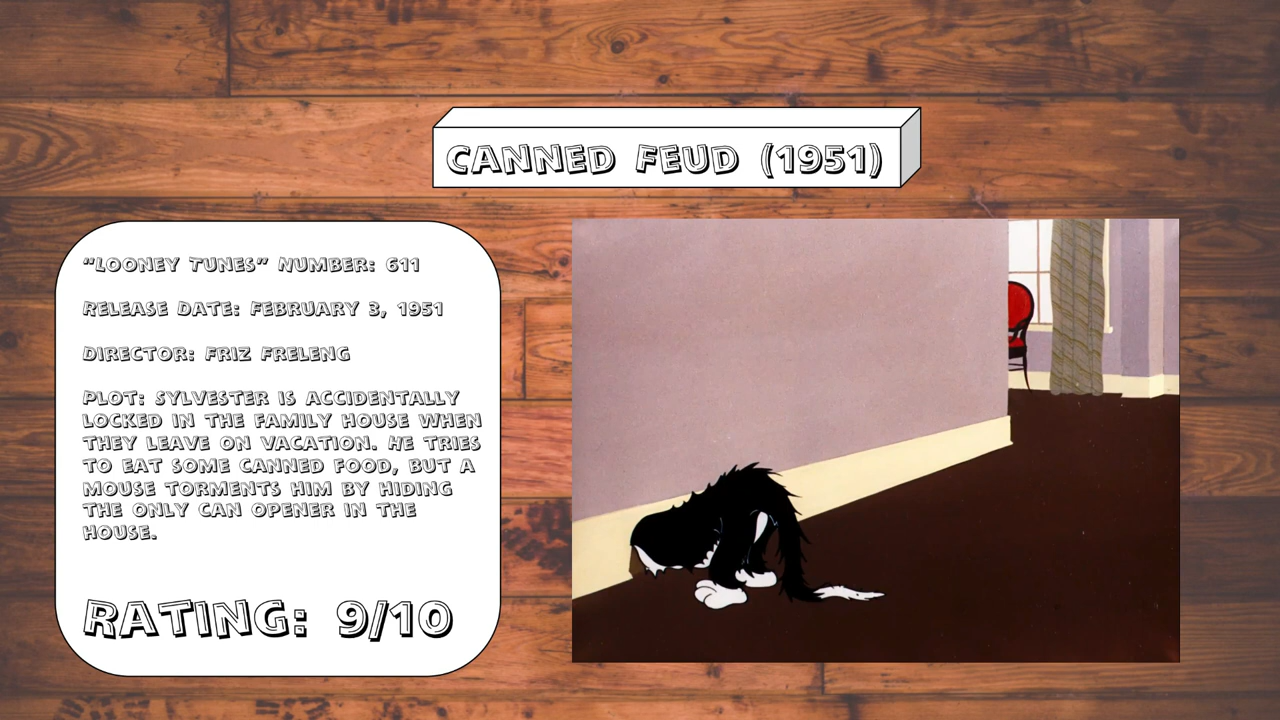 CANNED FEUD (1951)
"LOONEY TUNES" NUMBER: 611
RELEASE DATE: FEBRUARY 3, 1951
DIRECTOR: FRIZ FRELENG
PLOT: SYLVESTER IS ACCIDENTALLY
LOCKED IN THE FAMILY HOUSE WHEN
THEY LEAVE ON VACATION. HE TRIES
TO EAT SOME CANNED FOOD, BUT A
MOUSE TORMENTS HIM BY HIDING
THE ONLY CAN OPENER IN THE
HOUSE.
RATING: 9/10